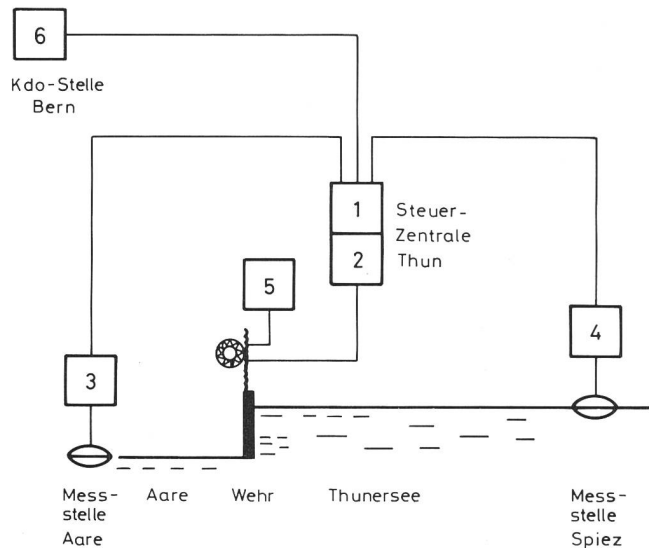 6
Kdo-Stelle
Bern
1
Steuer-
Zentrale
2
Thun
5
4
3
Mess-
stelle
Aare
Aare
Wehr
Thunersee
Mess-
stelle
Spiez